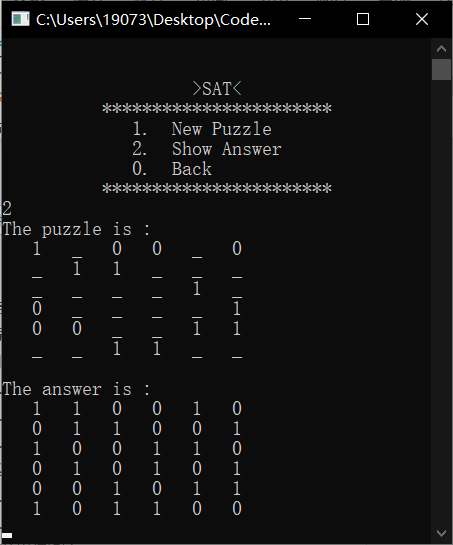 C:\Users\19073\Desktop\Code...
>SAT<
***********************
1. New Puzzle
2. Show Answer
0. Back
***********************
2
The puzzle is :
1 _ 0 0 _ 0
_ 1 1 _ _ _
_ _ _ _ 1 _
0 _ _ _ _ 1
0 0 _ _ 1 1
_ _ 1 1 _ _
The answer is :
1 1 0 0 1 0
0 1 1 0 0 1
1 0 0 1 1 0
0 1 0 1 0 1
0 0 1 0 1 1
1 0 1 1 0 0